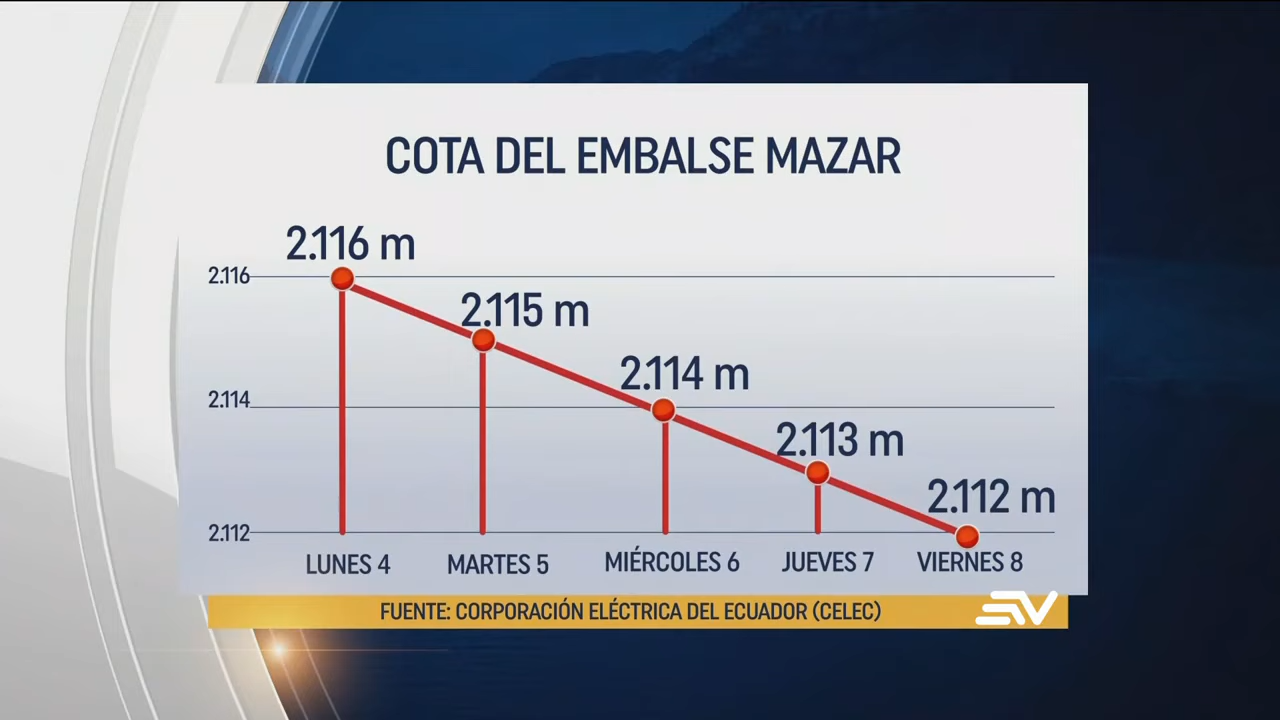 COTA DEL EMBALSE MAZAR
2.116 m
2.116
2.115 m
2.114 m
2.114
2.113 m
2.112 m
2.112
LUNES 4
MARTES 5
MIÉRCOLES 6
JUEVES 7
VIERNES 8
FUENTE: CORPORACIÓN ELÉCTRICA DEL ECUADOR (CELEC)
EV